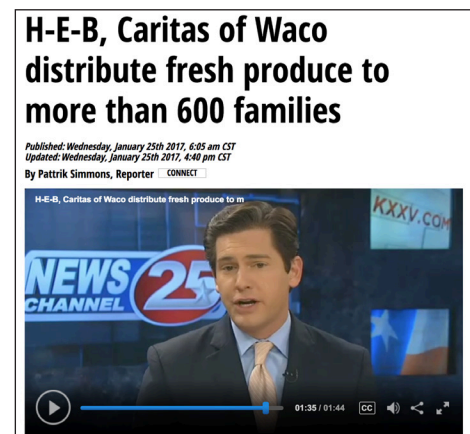 H-E-B, Caritas of Waco
distribute fresh produce to
more than 600 families
Published: Wednesday, January 25th 2017, 6:05 am CST
Updated: Wednesday, January 25th 2017, 4:40 pm CST
By Pattrik Simmons, Reporter CONNECT
H-E-B, Caritas of Waco distribute fresh produce to m
KXXV.COM
NEWS 25
CHANNEL
01:35 / 01:44 CC